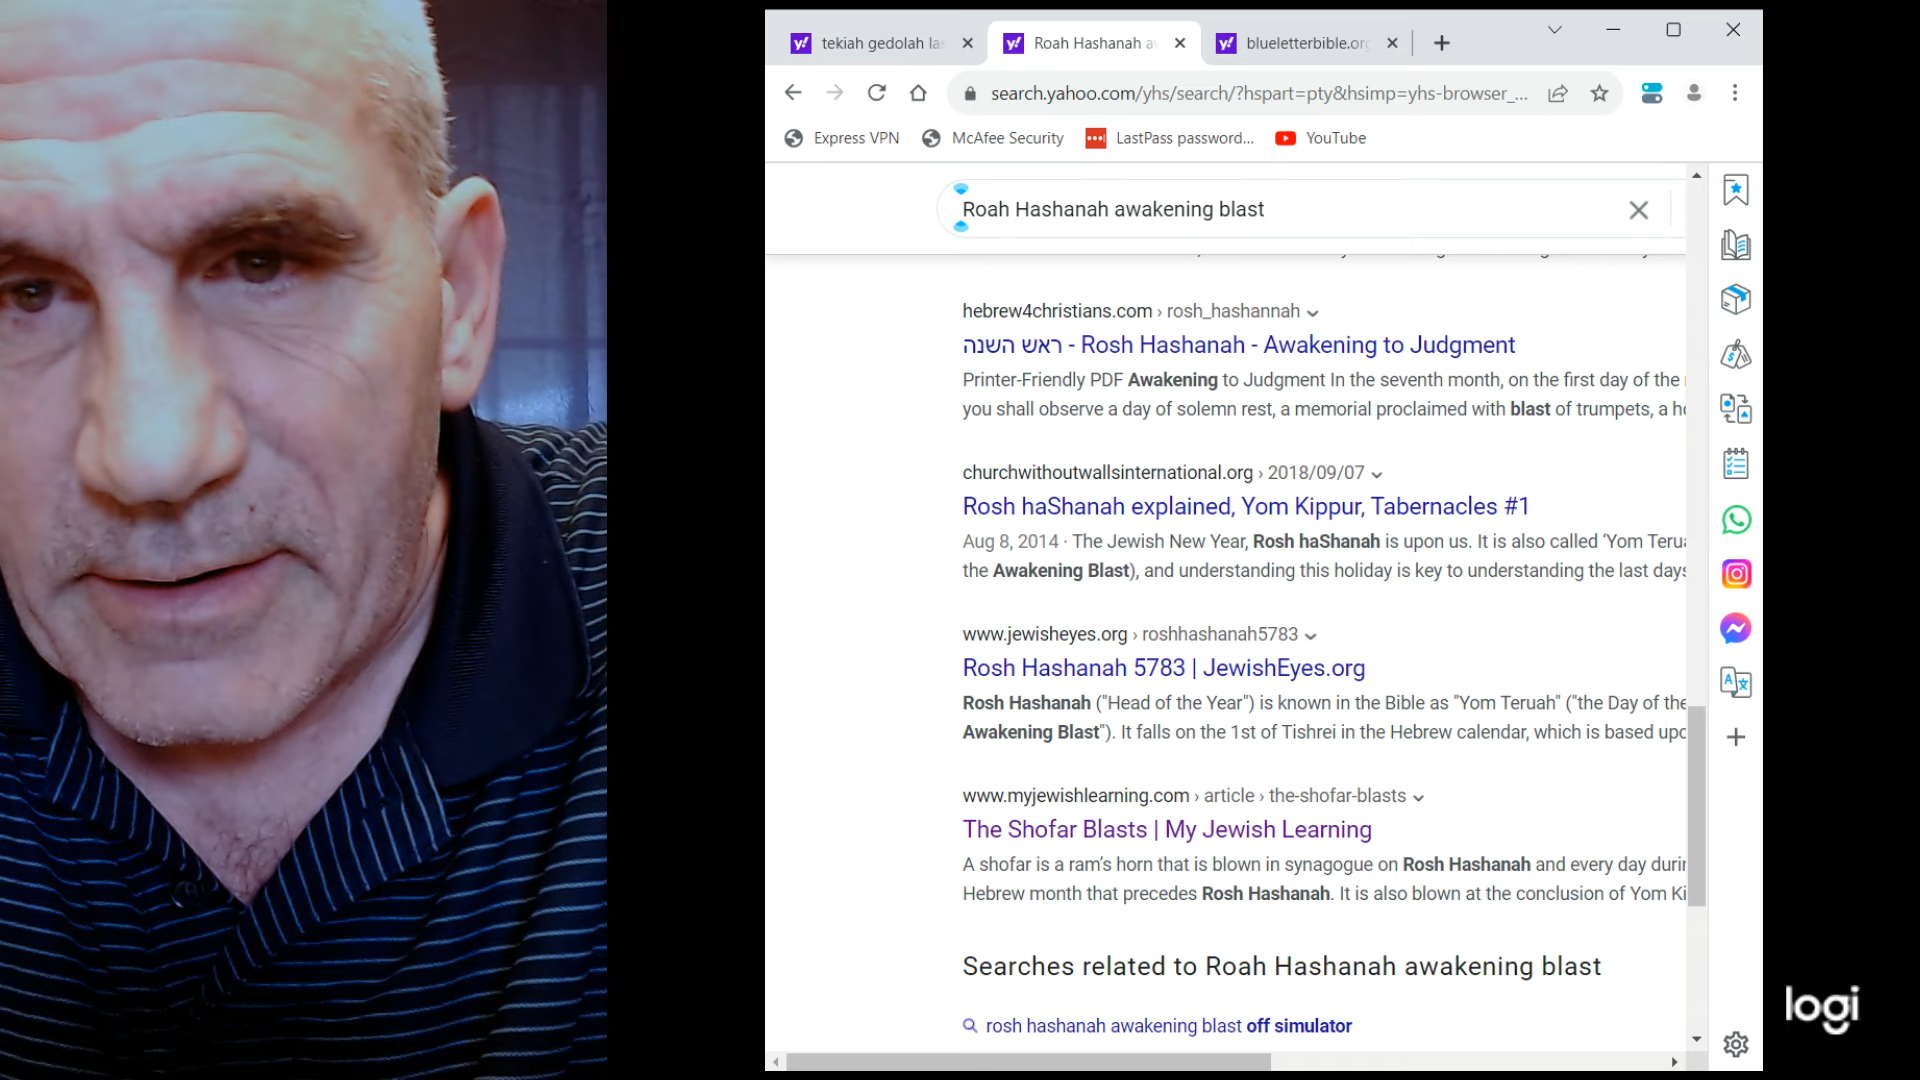 tekiah gedolah las
Roah Hashanah a
blueletterbible.org
search.yahoo.com/yhs/search/?hspart=pty&hsimp=yhs-browser_...
Express VPN
McAfee Security
LastPass password...
YouTube
Roah Hashanah awakening blast
hebrew4christians.com › rosh_hashannah
ראש השנה - Rosh Hashanah - Awakening to Judgment
Printer-Friendly PDF Awakening to Judgment In the seventh month, on the first day of the
you shall observe a day of solemn rest, a memorial proclaimed with blast of trumpets, a
churchwithoutwallsinternational.org › 2018/09/07
Rosh haShanah explained, Yom Kippur, Tabernacles #1
Aug 8, 2014 · The Jewish New Year, Rosh haShanah is upon us. It is also called ‘Yom Terua
the Awakening Blast), and understanding this holiday is key to understanding the last days
www.jewisheyes.org › roshhashanah5783
Rosh Hashanah 5783 | JewishEyes.org
Rosh Hashanah ("Head of the Year") is known in the Bible as "Yom Teruah" ("the Day of the
Awakening Blast"). It falls on the 1st of Tishrei in the Hebrew calendar, which is based upo
www.myjewishlearning.com › article › the-shofar-blasts
The Shofar Blasts | My Jewish Learning
A shofar is a ram’s horn that is blown in synagogue on Rosh Hashanah and every day duri
Hebrew month that precedes Rosh Hashanah. It is also blown at the conclusion of Yom Ki
Searches related to Roah Hashanah awakening blast
rosh hashanah awakening blast off simulator
logi